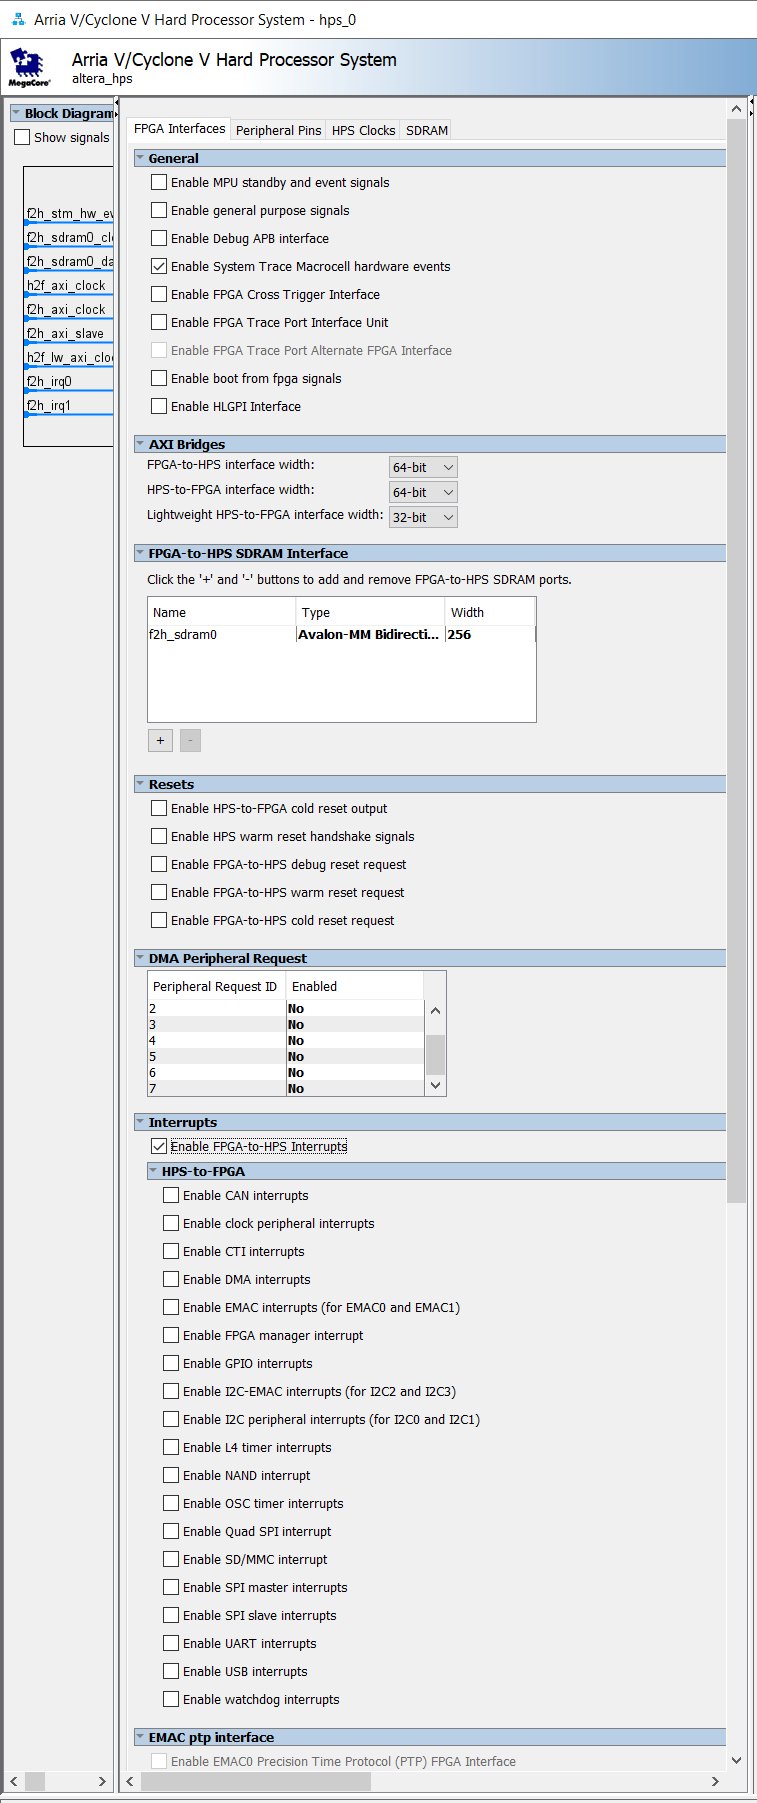 Arria V/Cyclone V Hard Processor System - hps_0
MegaCore®
Arria V/Cyclone V Hard Processor System
altera_hps
Block Diagram
Show signals
f2h_stm_hw_ev
f2h_sdram0_clo
f2h_sdram0_da
h2f_axi_clock
f2h_axi_clock
f2h_axi_slave
h2f_lw_axi_cloc
f2h_irq0
f2h_irq1
FPGA Interfaces Peripheral Pins HPS Clocks SDRAM
General
Enable MPU standby and event signals
Enable general purpose signals
Enable Debug APB interface
Enable System Trace Macrocell hardware events
Enable FPGA Cross Trigger Interface
Enable FPGA Trace Port Interface Unit
Enable FPGA Trace Port Alternate FPGA Interface
Enable boot from fpga signals
Enable HLGPI Interface
AXI Bridges
FPGA-to-HPS interface width: 64-bit
HPS-to-FPGA interface width: 64-bit
Lightweight HPS-to-FPGA interface width: 32-bit
FPGA-to-HPS SDRAM Interface
Click the '+' and '-' buttons to add and remove FPGA-to-HPS SDRAM ports.
Name Type Width
f2h_sdram0 Avalon-MM Bidirecti... 256
+ -
Resets
Enable HPS-to-FPGA cold reset output
Enable HPS warm reset handshake signals
Enable FPGA-to-HPS debug reset request
Enable FPGA-to-HPS warm reset request
Enable FPGA-to-HPS cold reset request
DMA Peripheral Request
Peripheral Request ID Enabled
2 No
3 No
4 No
5 No
6 No
7 No
Interrupts
Enable FPGA-to-HPS Interrupts
HPS-to-FPGA
Enable CAN interrupts
Enable clock peripheral interrupts
Enable CTI interrupts
Enable DMA interrupts
Enable EMAC interrupts (for EMAC0 and EMAC1)
Enable FPGA manager interrupt
Enable GPIO interrupts
Enable I2C-EMAC interrupts (for I2C2 and I2C3)
Enable I2C peripheral interrupts (for I2C0 and I2C1)
Enable L4 timer interrupts
Enable NAND interrupt
Enable OSC timer interrupts
Enable Quad SPI interrupt
Enable SD/MMC interrupt
Enable SPI master interrupts
Enable SPI slave interrupts
Enable UART interrupts
Enable USB interrupts
Enable watchdog interrupts
EMAC ptp interface
Enable EMAC0 Precision Time Protocol (PTP) FPGA Interface